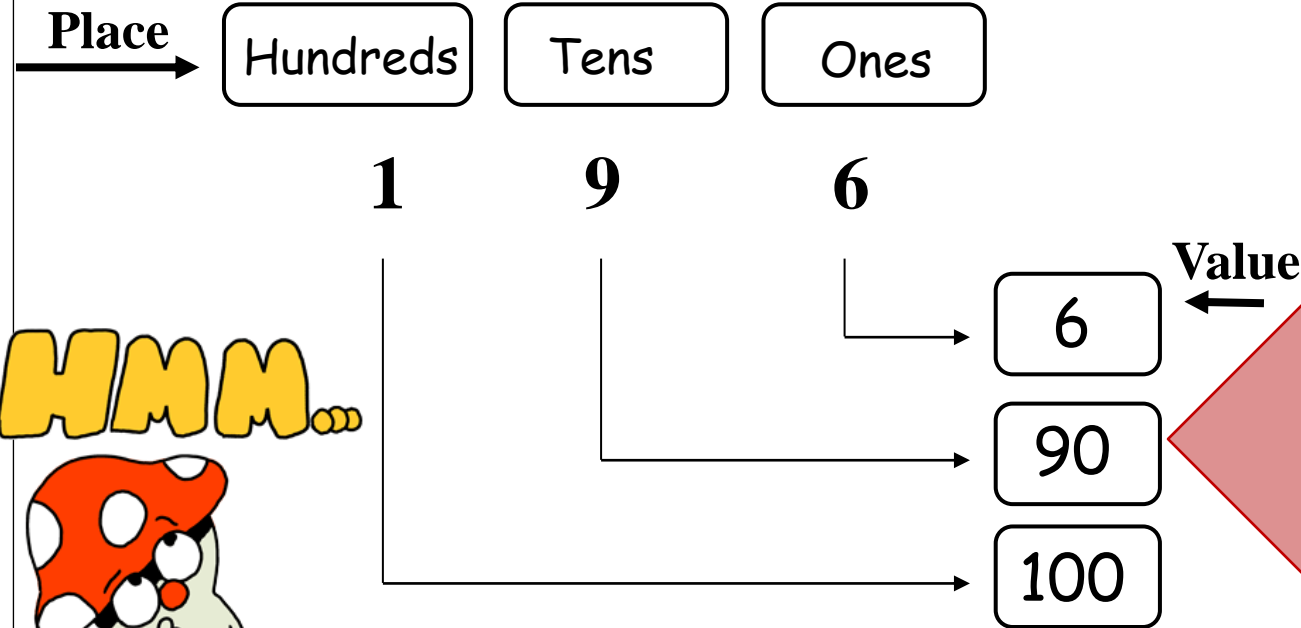 Place
Hundreds Tens Ones
1 9 6
Value
6
HMM...
90
100